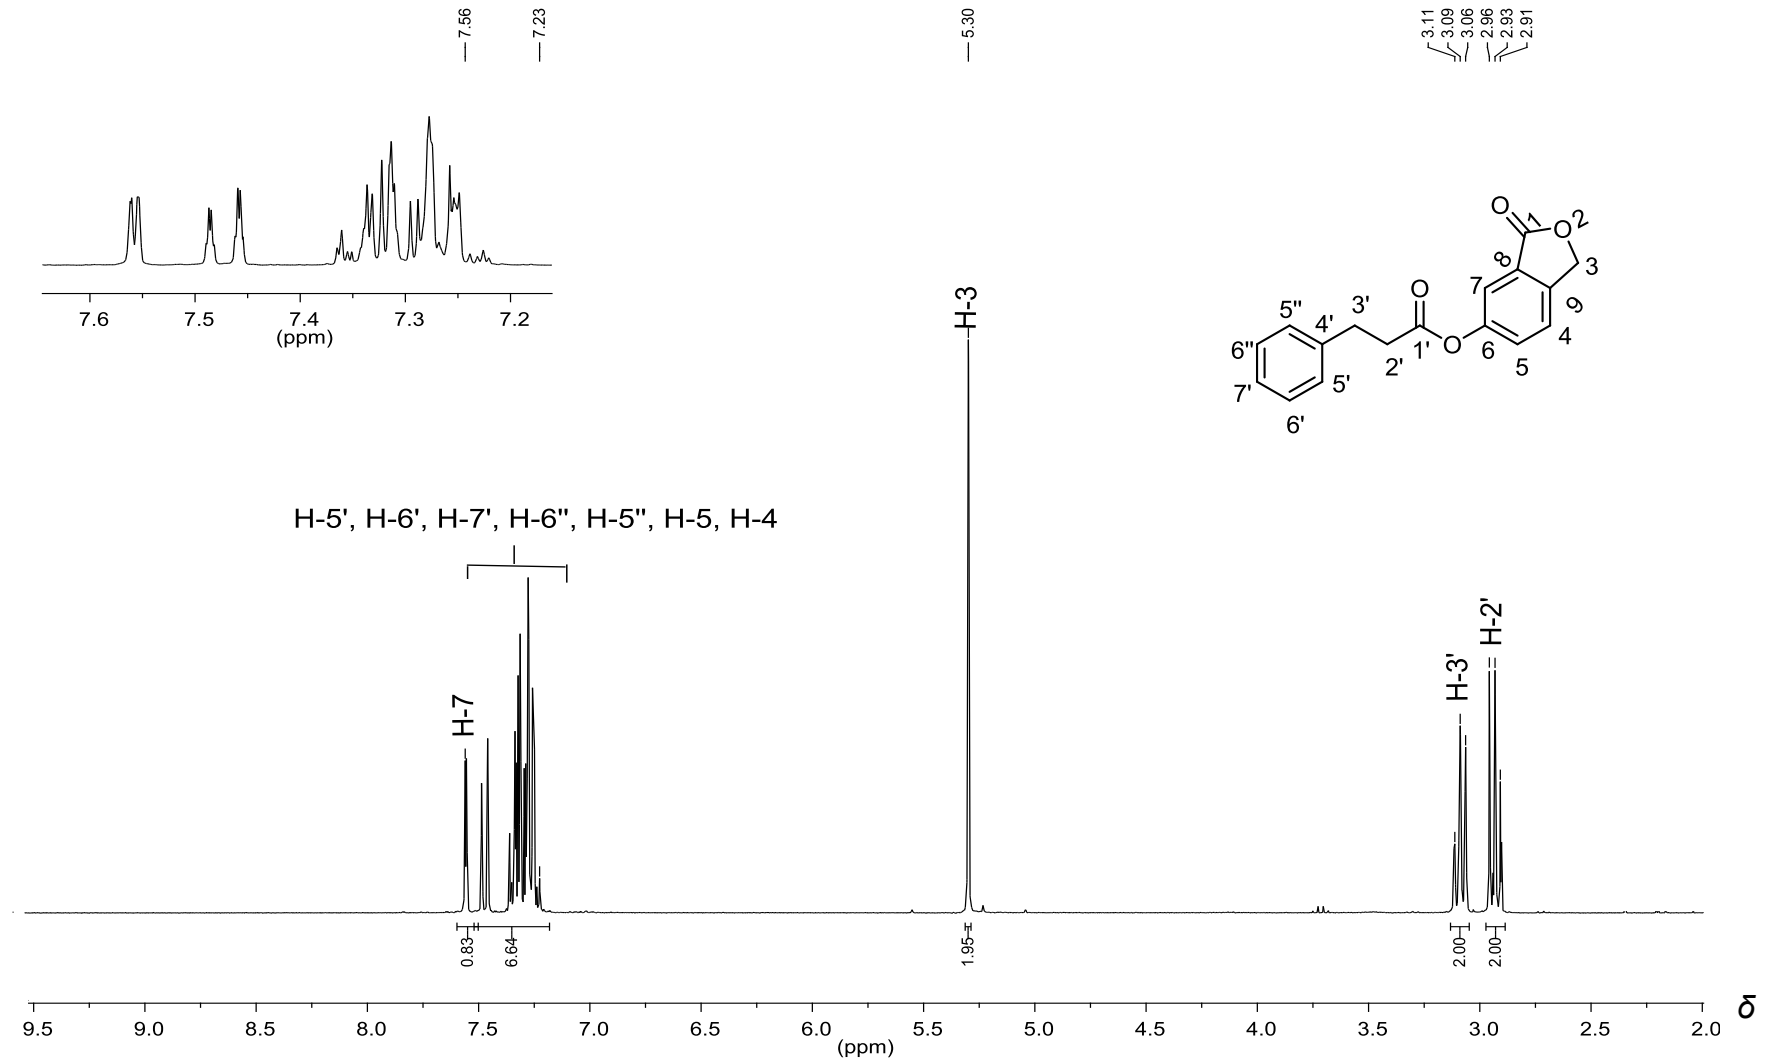 7.56
7.23
5.30
3.11
3.09
3.06
2.96
2.93
2.91
7.6 7.5 7.4 7.3 7.2
(ppm)
O 1 O 2
8 3
7
O 3' 9
5'' 4' 4
6'' 1' O 6 5
2'
7' 5'
6'
H-3
H-5', H-6', H-7', H-6'', H-5'', H-5, H-4
H-7
H-3'
H-2'
0.83
6.64
1.95
2.00
2.00
9.5 9.0 8.5 8.0 7.5 7.0 6.5 6.0 5.5 5.0 4.5 4.0 3.5 3.0 2.5 2.0
(ppm)
δ